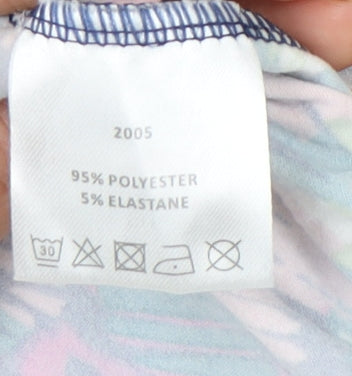 2005
95% POLYESTER
5% ELASTANE
30